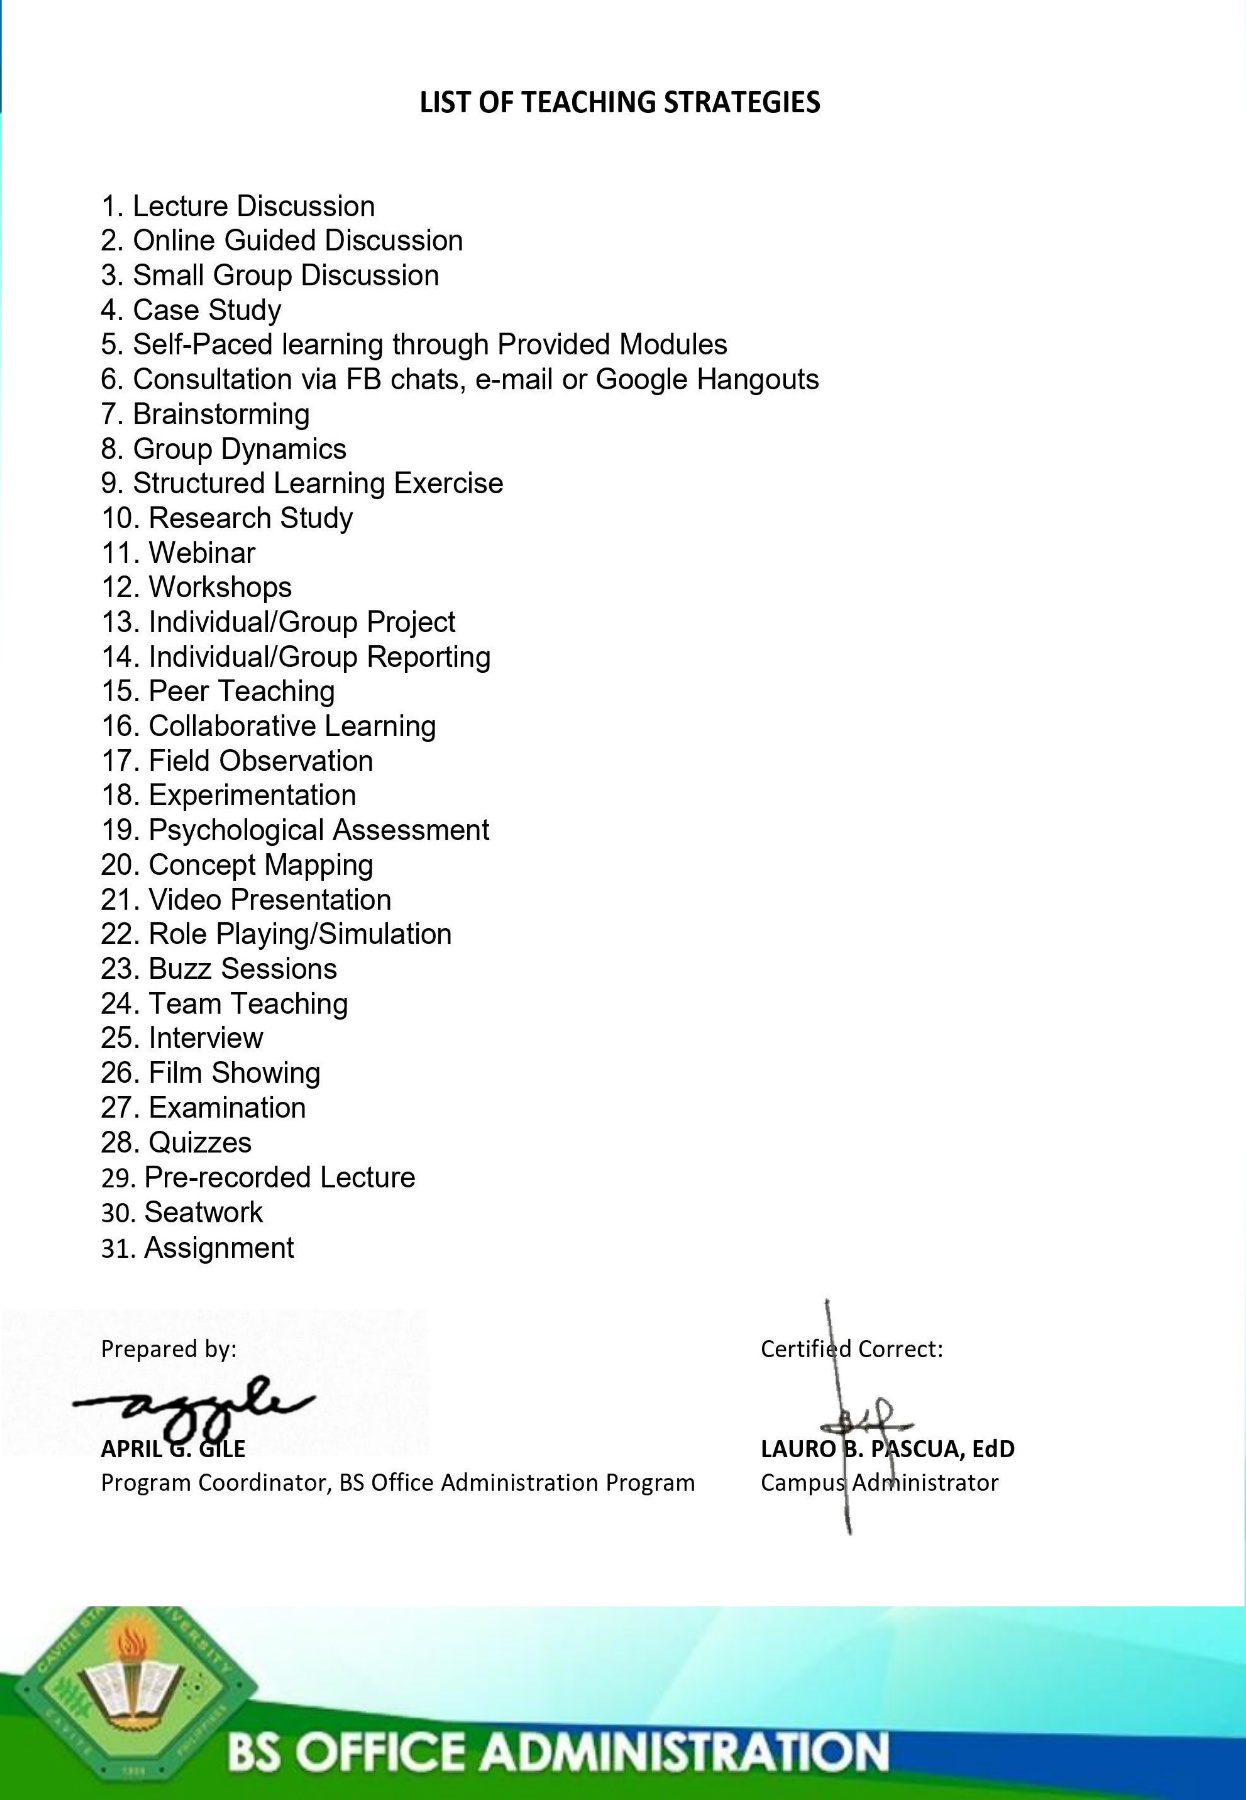 LIST OF TEACHING STRATEGIES
1. Lecture Discussion
2. Online Guided Discussion
3. Small Group Discussion
4. Case Study
5. Self-Paced learning through Provided Modules
6. Consultation via FB chats, e-mail or Google Hangouts
7. Brainstorming
8. Group Dynamics
9. Structured Learning Exercise
10. Research Study
11. Webinar
12. Workshops
13. Individual/Group Project
14. Individual/Group Reporting
15. Peer Teaching
16. Collaborative Learning
17. Field Observation
18. Experimentation
19. Psychological Assessment
20. Concept Mapping
21. Video Presentation
22. Role Playing/Simulation
23. Buzz Sessions
24. Team Teaching
25. Interview
26. Film Showing
27. Examination
28. Quizzes
29. Pre-recorded Lecture
30. Seatwork
31. Assignment
Prepared by:
Certified Correct:
APRIL G. GILE
LAURO B. PASCUA, EdD
Program Coordinator, BS Office Administration Program
Campus Administrator
CAVITE
PHILIPPINES
BS OFFICE ADMINISTRATION